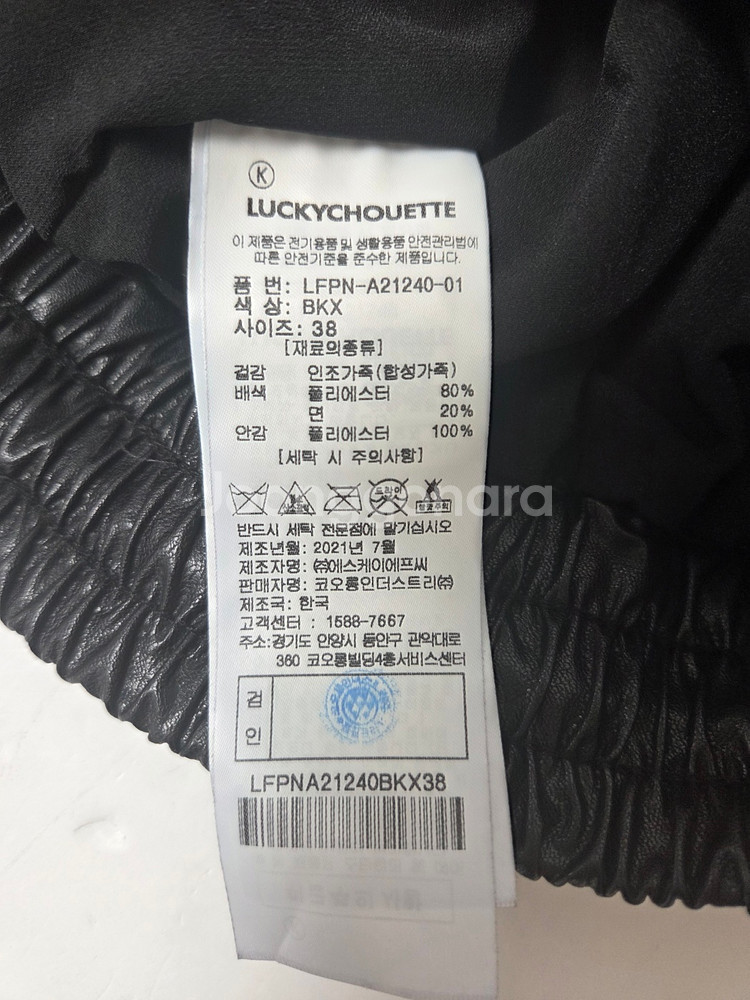 K
LUCKYCHOUETTE
이 제품은 전기용품 및 생활용품 안전관리법에
따른 안전기준을 준수한 제품입니다.
품 번: LFPN-A21240-01
색 상: BKX
사이즈: 38
[재료의종류]
겉감 인조가죽(합성가죽)
배색 폴리에스터 80%
면 20%
안감 폴리에스터 100%
[세탁 시 주의사항]
드라이
반드시 세탁 전문점에 맡기십시오
제조년월: 2021년 7월
제조자명: ㈜에스케이에프씨
판매자명: 코오롱인더스트리㈜
제조국: 한국
고객센터 : 1588-7667
주소:경기도 안양시 동안구 관악대로
360 코오롱빌딩4층서비스센터
검인
LFPNA21240BKX38